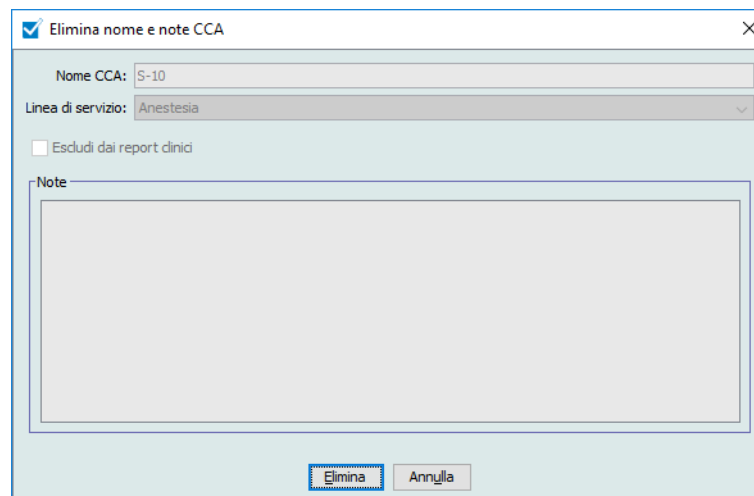 Elimina nome e note CCA
Nome CCA: S-10
Linea di servizio: Anestesia
Escludi dai report clinici
Note
Elimina Annulla